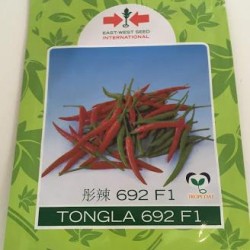 EAST-WEST SEED
INTERNATIONAL
彤辣 692 F1
TONGLA 692 F1